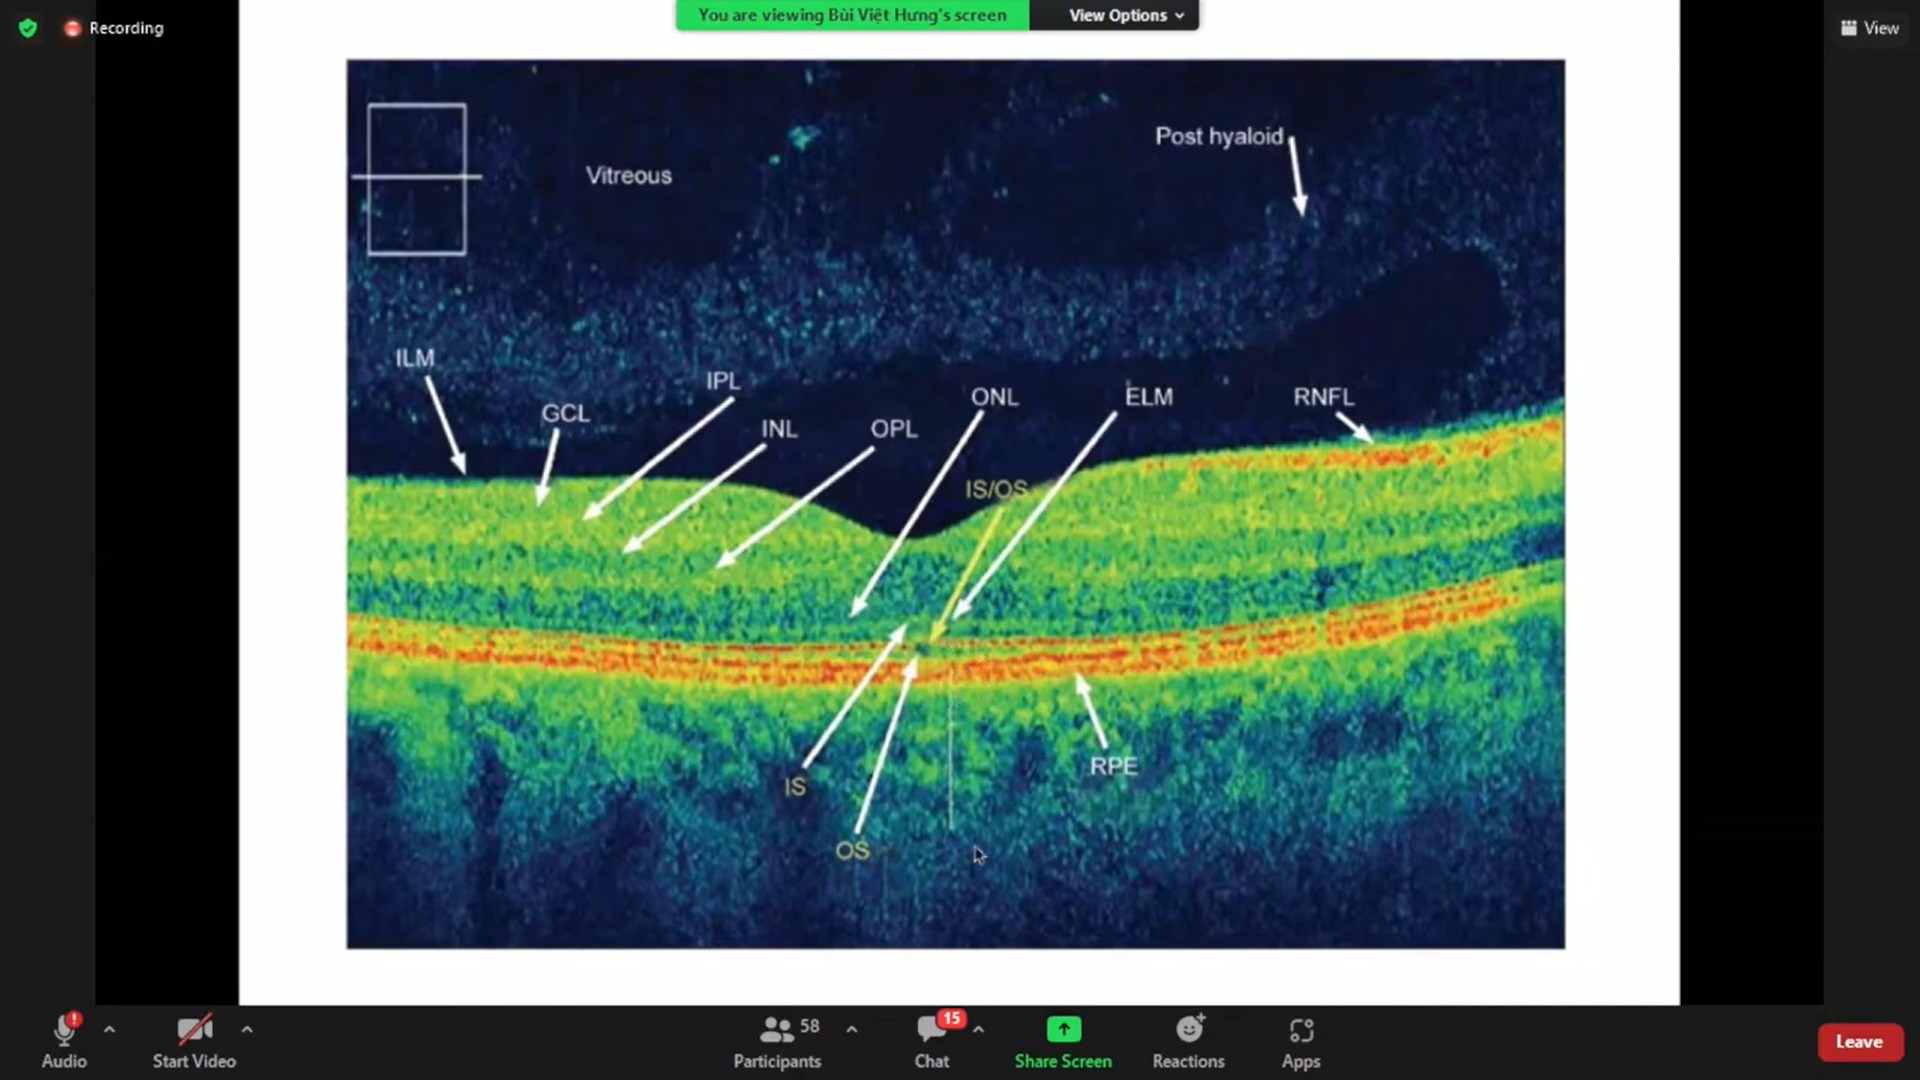 Recording
You are viewing Bùi Việt Hưng's screen
View Options
View
Post hyaloid
Vitreous
ILM
IPL
GCL
INL
OPL
ONL
ELM
RNFL
IS/OS
IS
RPE
OS
58
15
Audio
Start Video
Participants
Chat
Share Screen
Reactions
Apps
Leave